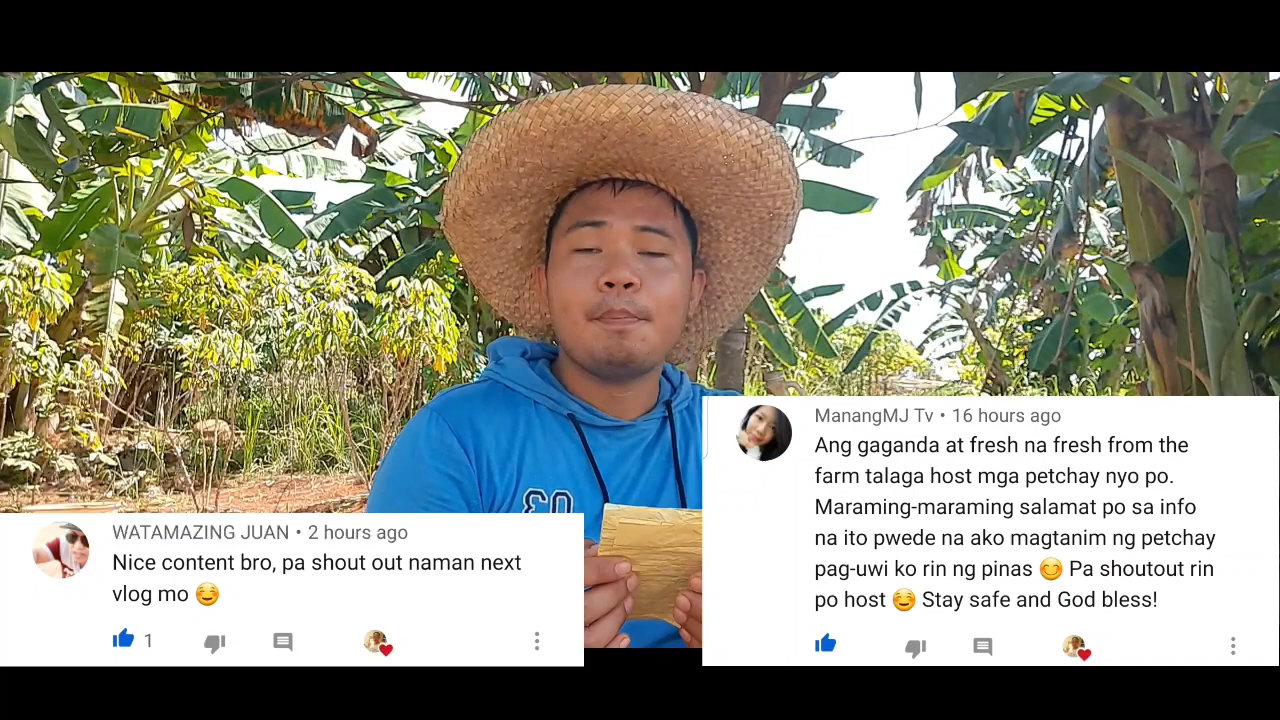 WATAMAZING JUAN • 2 hours ago
Nice content bro, pa shout out naman next
vlog mo ☺️
1
ManangMJ Tv • 16 hours ago
Ang gaganda at fresh na fresh from the
farm talaga host mga petchay nyo po.
Maraming-maraming salamat po sa info
na ito pwede na ako magtanim ng petchay
pag-uwi ko rin ng pinas 😊 Pa shoutout rin
po host ☺️ Stay safe and God bless!